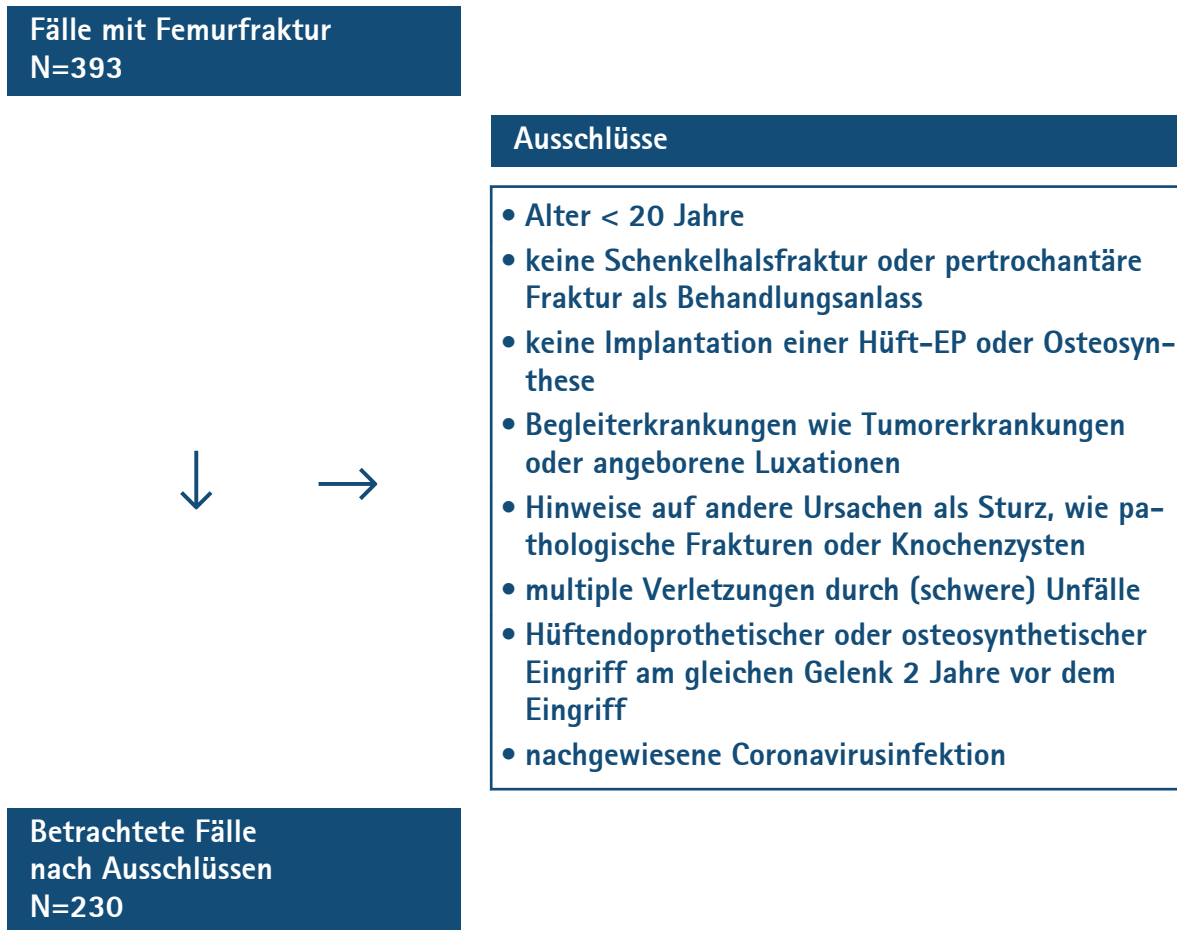 Fälle mit Femurfraktur
N=393
Ausschlüsse
• Alter < 20 Jahre
• keine Schenkelhalsfraktur oder pertrochantäre
Fraktur als Behandlungsanlass
• keine Implantation einer Hüft-EP oder Osteosyn-
these
• Begleiterkrankungen wie Tumorerkrankungen
oder angeborene Luxationen
• Hinweise auf andere Ursachen als Sturz, wie pa-
thologische Frakturen oder Knochenzysten
• multiple Verletzungen durch (schwere) Unfälle
• Hüftendoprothetischer oder osteosynthetischer
Eingriff am gleichen Gelenk 2 Jahre vor dem
Eingriff
• nachgewiesene Coronavirusinfektion
Betrachtete Fälle
nach Ausschlüssen
N=230